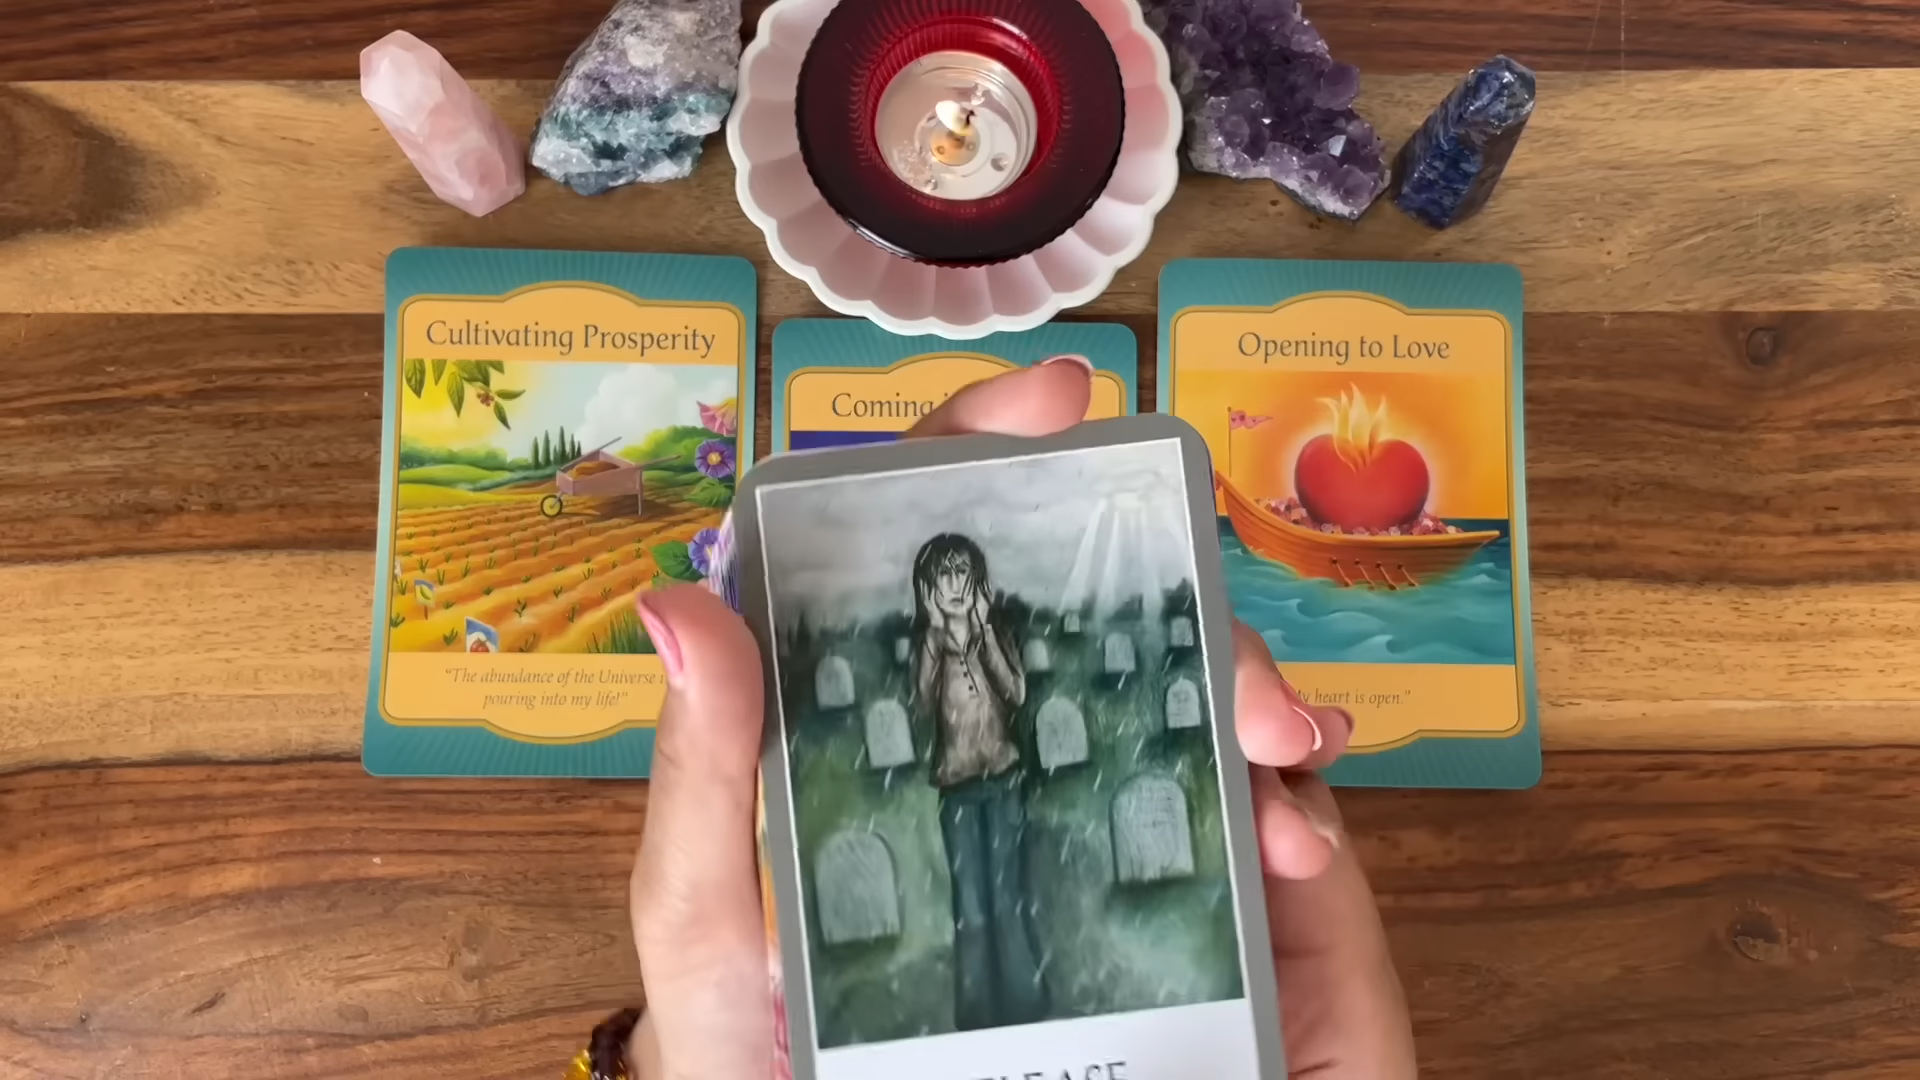 Cultivating Prosperity
Coming
Opening to Love
"The abundance of the Universe
pouring into my life!"
heart is open."